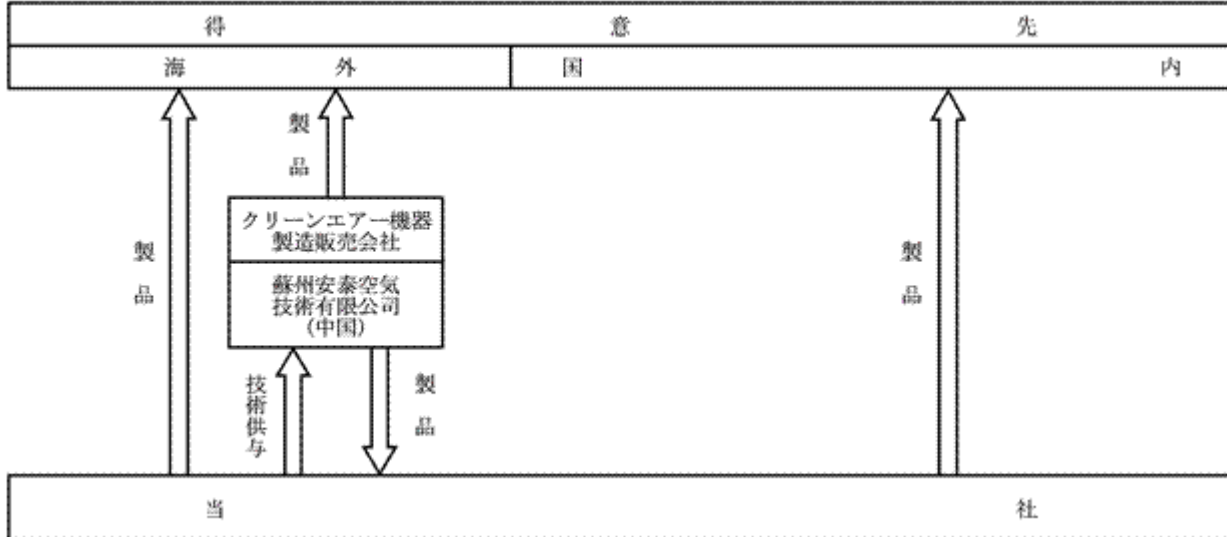 得意先
海外
国内
製品
クリーンエアー機器
製造販売会社
製品
蘇州安泰空気
技術有限公司
(中国)
製品
技術供与
製品
当社